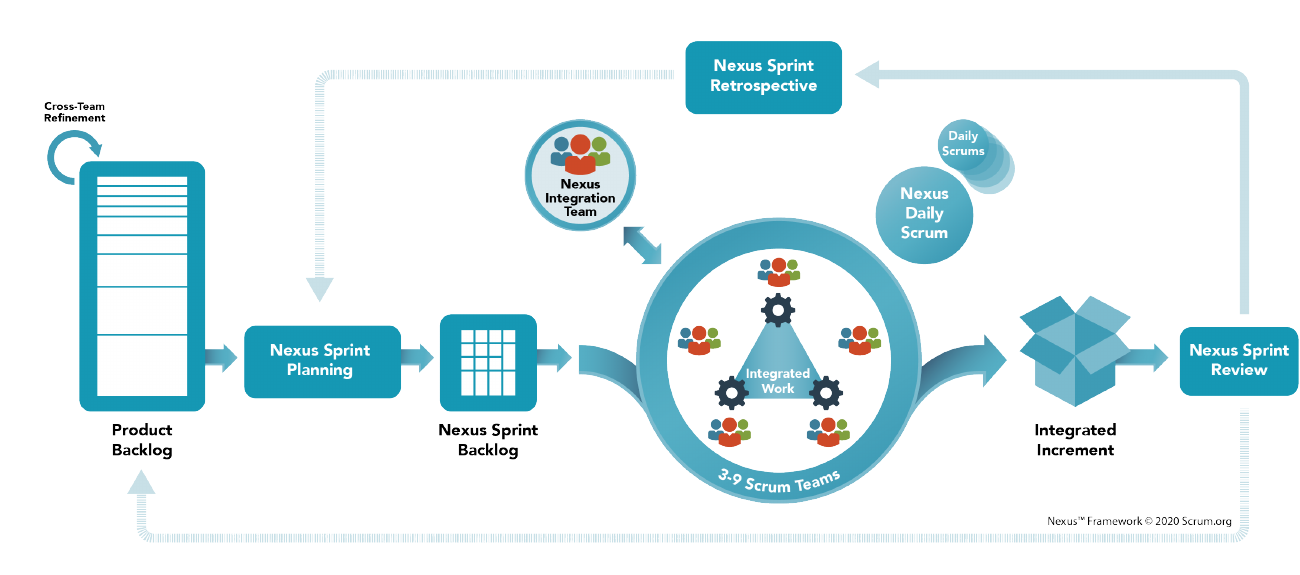 Nexus Sprint
Retrospective
Cross-Team
Refinement
Daily
Scrums
Nexus
Integration
Team
Nexus
Daily
Scrum
Nexus Sprint
Planning
Integrated
Work
Nexus Sprint
Review
Product
Backlog
Nexus Sprint
Backlog
3-9 Scrum Teams
Integrated
Increment
Nexus™ Framework © 2020 Scrum.org